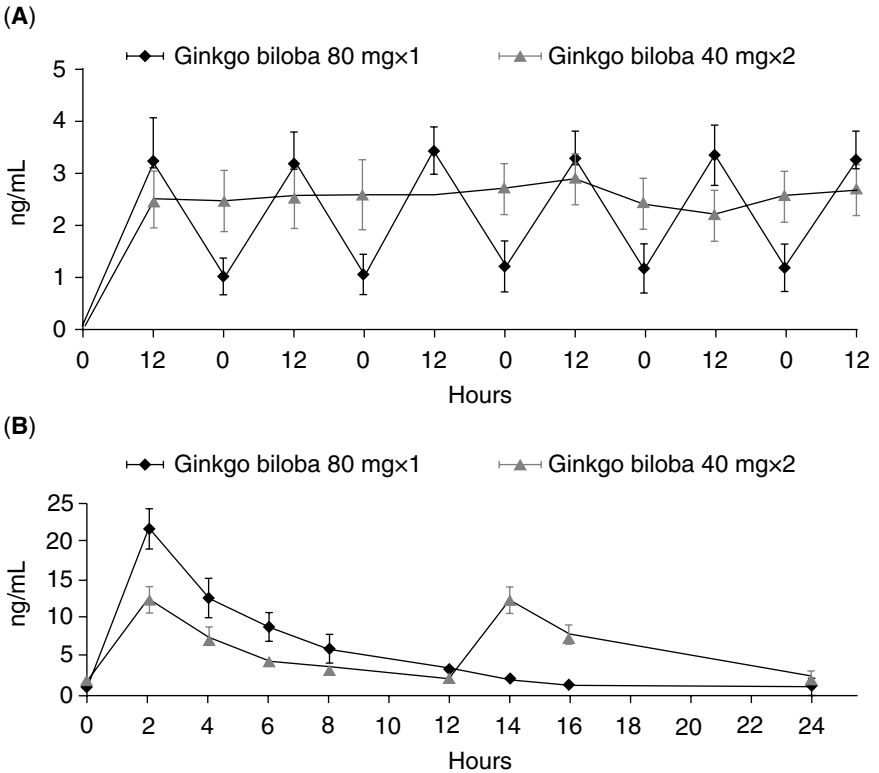 (A)
Ginkgo biloba 80 mg×1 Ginkgo biloba 40 mg×2
5
4
3
2
1
0
ng/mL
0 12 0 12 0 12 0 12 0 12 0 12
Hours
(B)
Ginkgo biloba 80 mg×1 Ginkgo biloba 40 mg×2
25
20
15
10
5
0
ng/mL
0 2 4 6 8 10 12 14 16 18 20 22 24
Hours